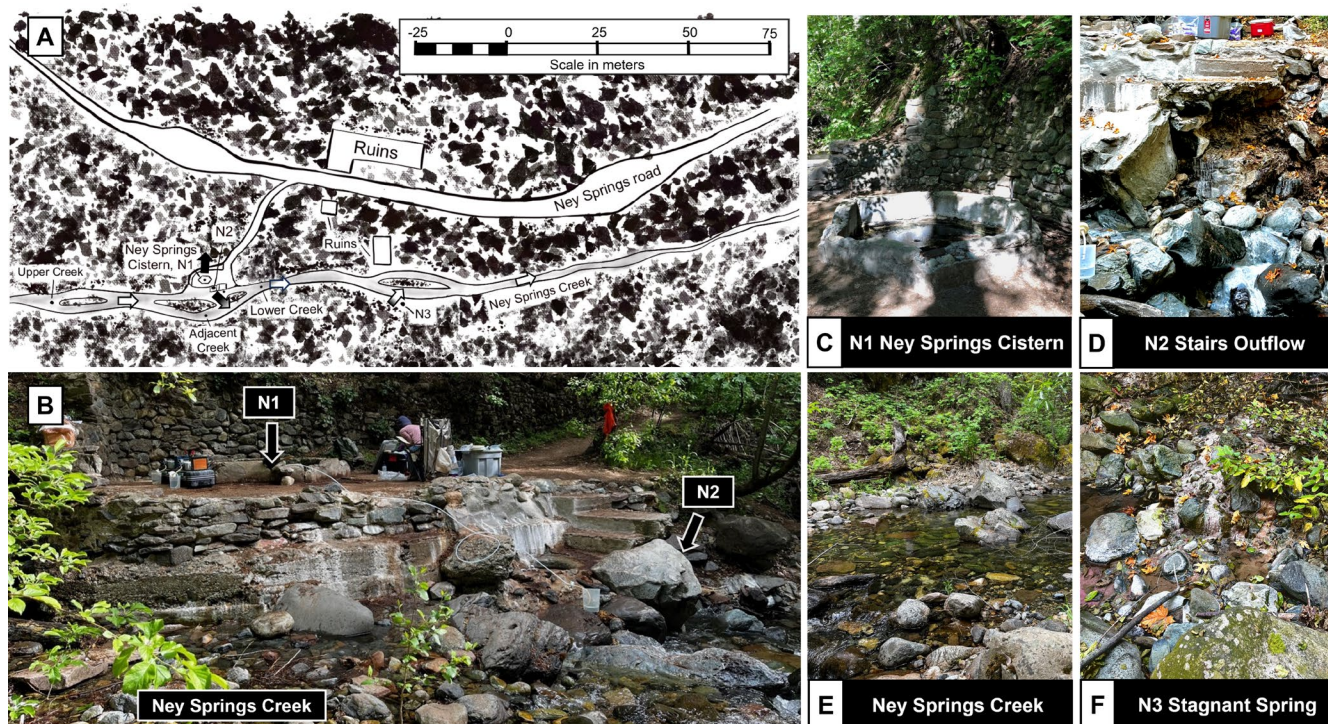 A
-25 0 25 50 75
Scale in meters
Ruins
Ney Springs road
N2
Ney Springs
Cistern, N1
Ruins
Upper Creek
Ney Springs Creek
Lower Creek
N3
Adjacent
Creek
B
N1
N2
Ney Springs Creek
C N1 Ney Springs Cistern
D N2 Stairs Outflow
E Ney Springs Creek
F N3 Stagnant Spring